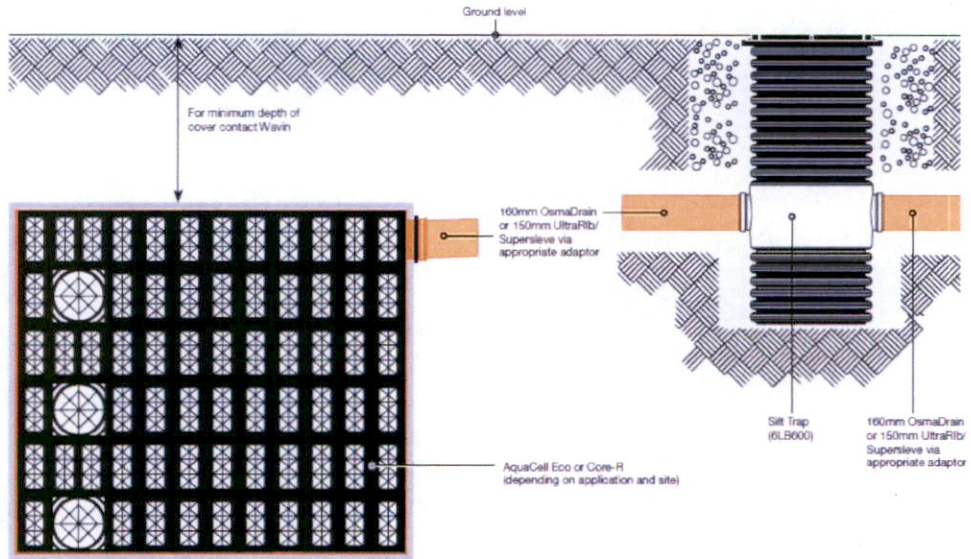 Ground level
For minimum depth of
cover contact Wavin
160mm OsmaDrain
or 150mm UltraRib/
Supersleve via
appropriate adaptor
AquaCell Eco or Core-R
(depending on application and site)
Silt Trap
(6LB600)
160mm OsmaDrain
or 150mm UltraRib/
Supersleve via
appropriate adaptor